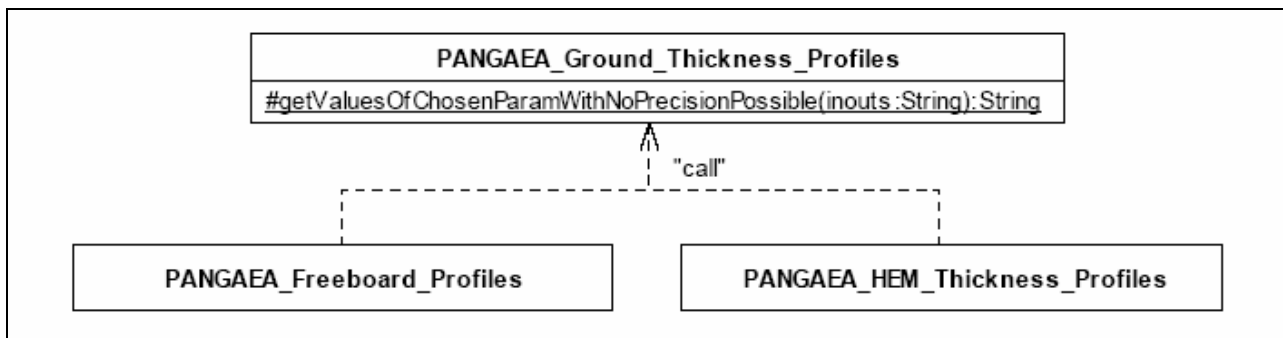 PANGAEA_Ground_Thickness_Profiles
#getValuesOfChosenParamWithNoPrecisionPossible(inouts:String):String
"call"
PANGAEA_Freeboard_Profiles
PANGAEA_HEM_Thickness_Profiles